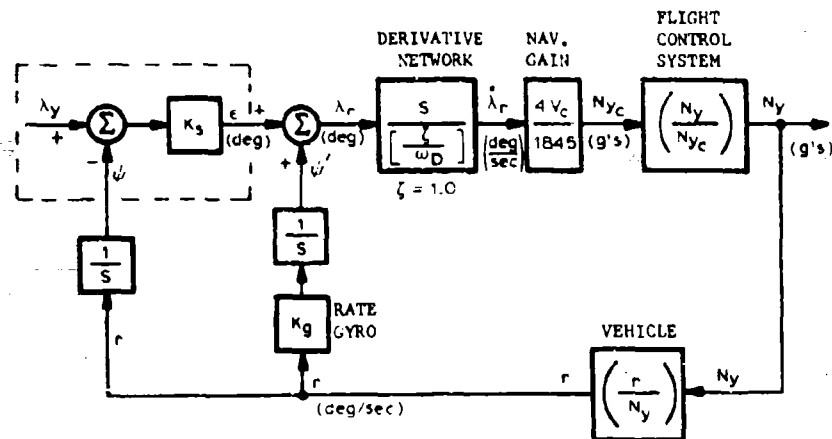 DERIVATIVE NETWORK
NAV. GAIN
FLIGHT CONTROL SYSTEM
λy
+
Σ
-
ψ
Ks
ε
(deg)
+
Σ
+
ψ'
λr
(deg)
S
[ζ / ωD]
ζ = 1.0
λ̇r
(deg/sec)
4 Vc
1845
Nyc
(g's)
(Ny / Nyc)
Ny
(g's)
1
S
1
S
Kg
RATE GYRO
r
r
(deg/sec)
r
VEHICLE
(r / Ny)
Ny